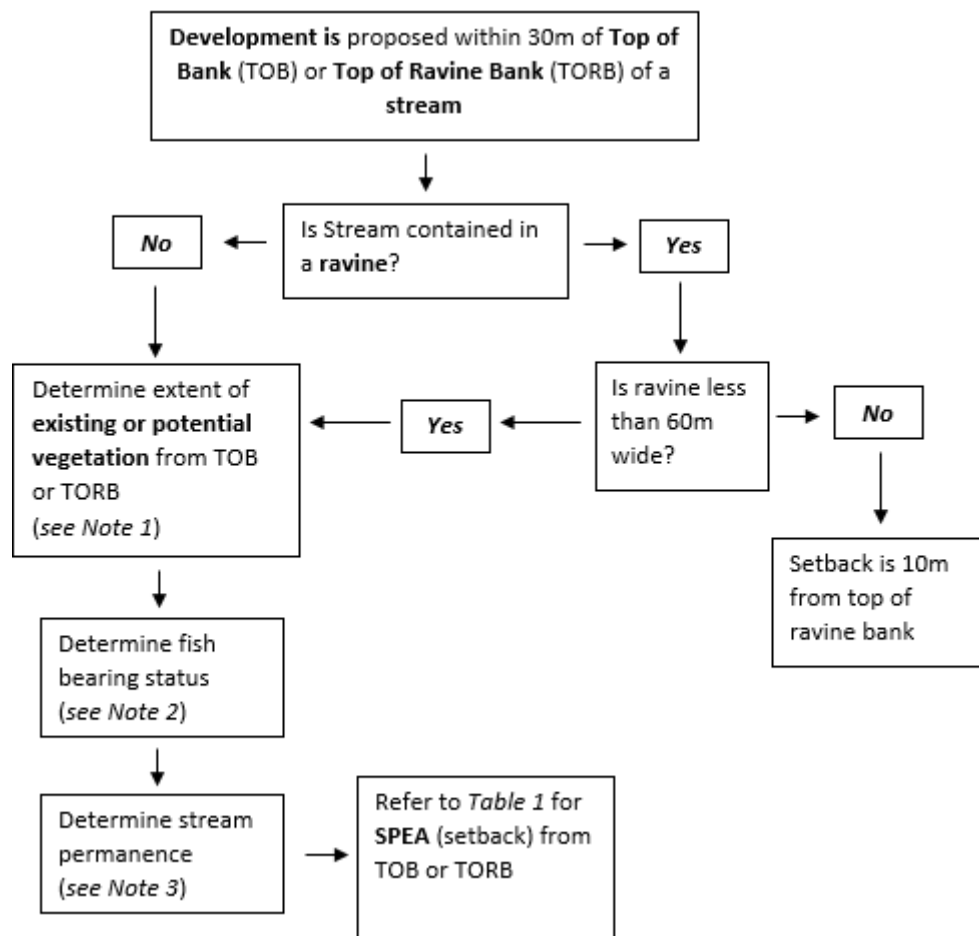 Development is proposed within 30m of Top of
Bank (TOB) or Top of Ravine Bank (TORB) of a
stream
Is Stream contained in
a ravine?
No
Yes
Determine extent of
existing or potential
vegetation from TOB
or TORB
(see Note 1)
Yes
Is ravine less
than 60m
wide?
No
Setback is 10m
from top of
ravine bank
Determine fish
bearing status
(see Note 2)
Determine stream
permanence
(see Note 3)
Refer to Table 1 for
SPEA (setback) from
TOB or TORB